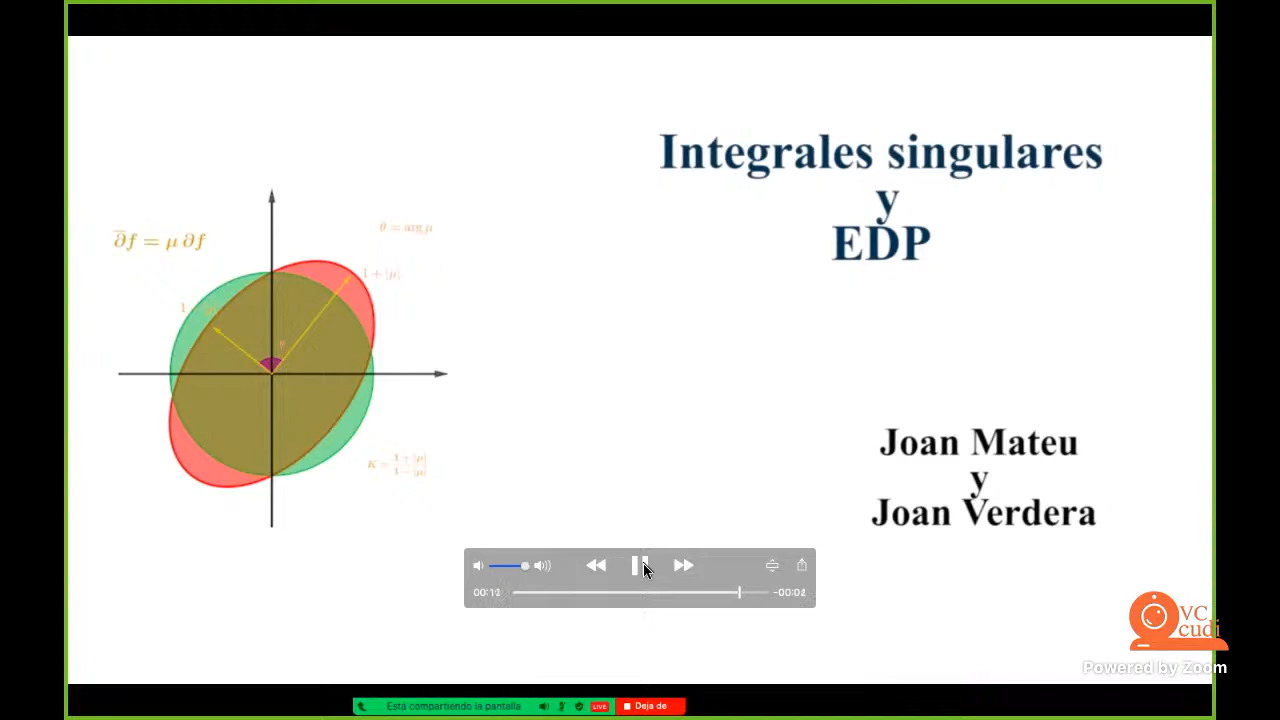 Integrales singulares
y
EDP
∂̅f = μ ∂f
θ = arg μ
1 + |μ|
K = 1 + |μ| / 1 − |μ|
Joan Mateu
y
Joan Verdera
00:12
-00:02
VC
cudi
Powered by Zoom
Está compartiendo la pantalla
LIVE
Deja de